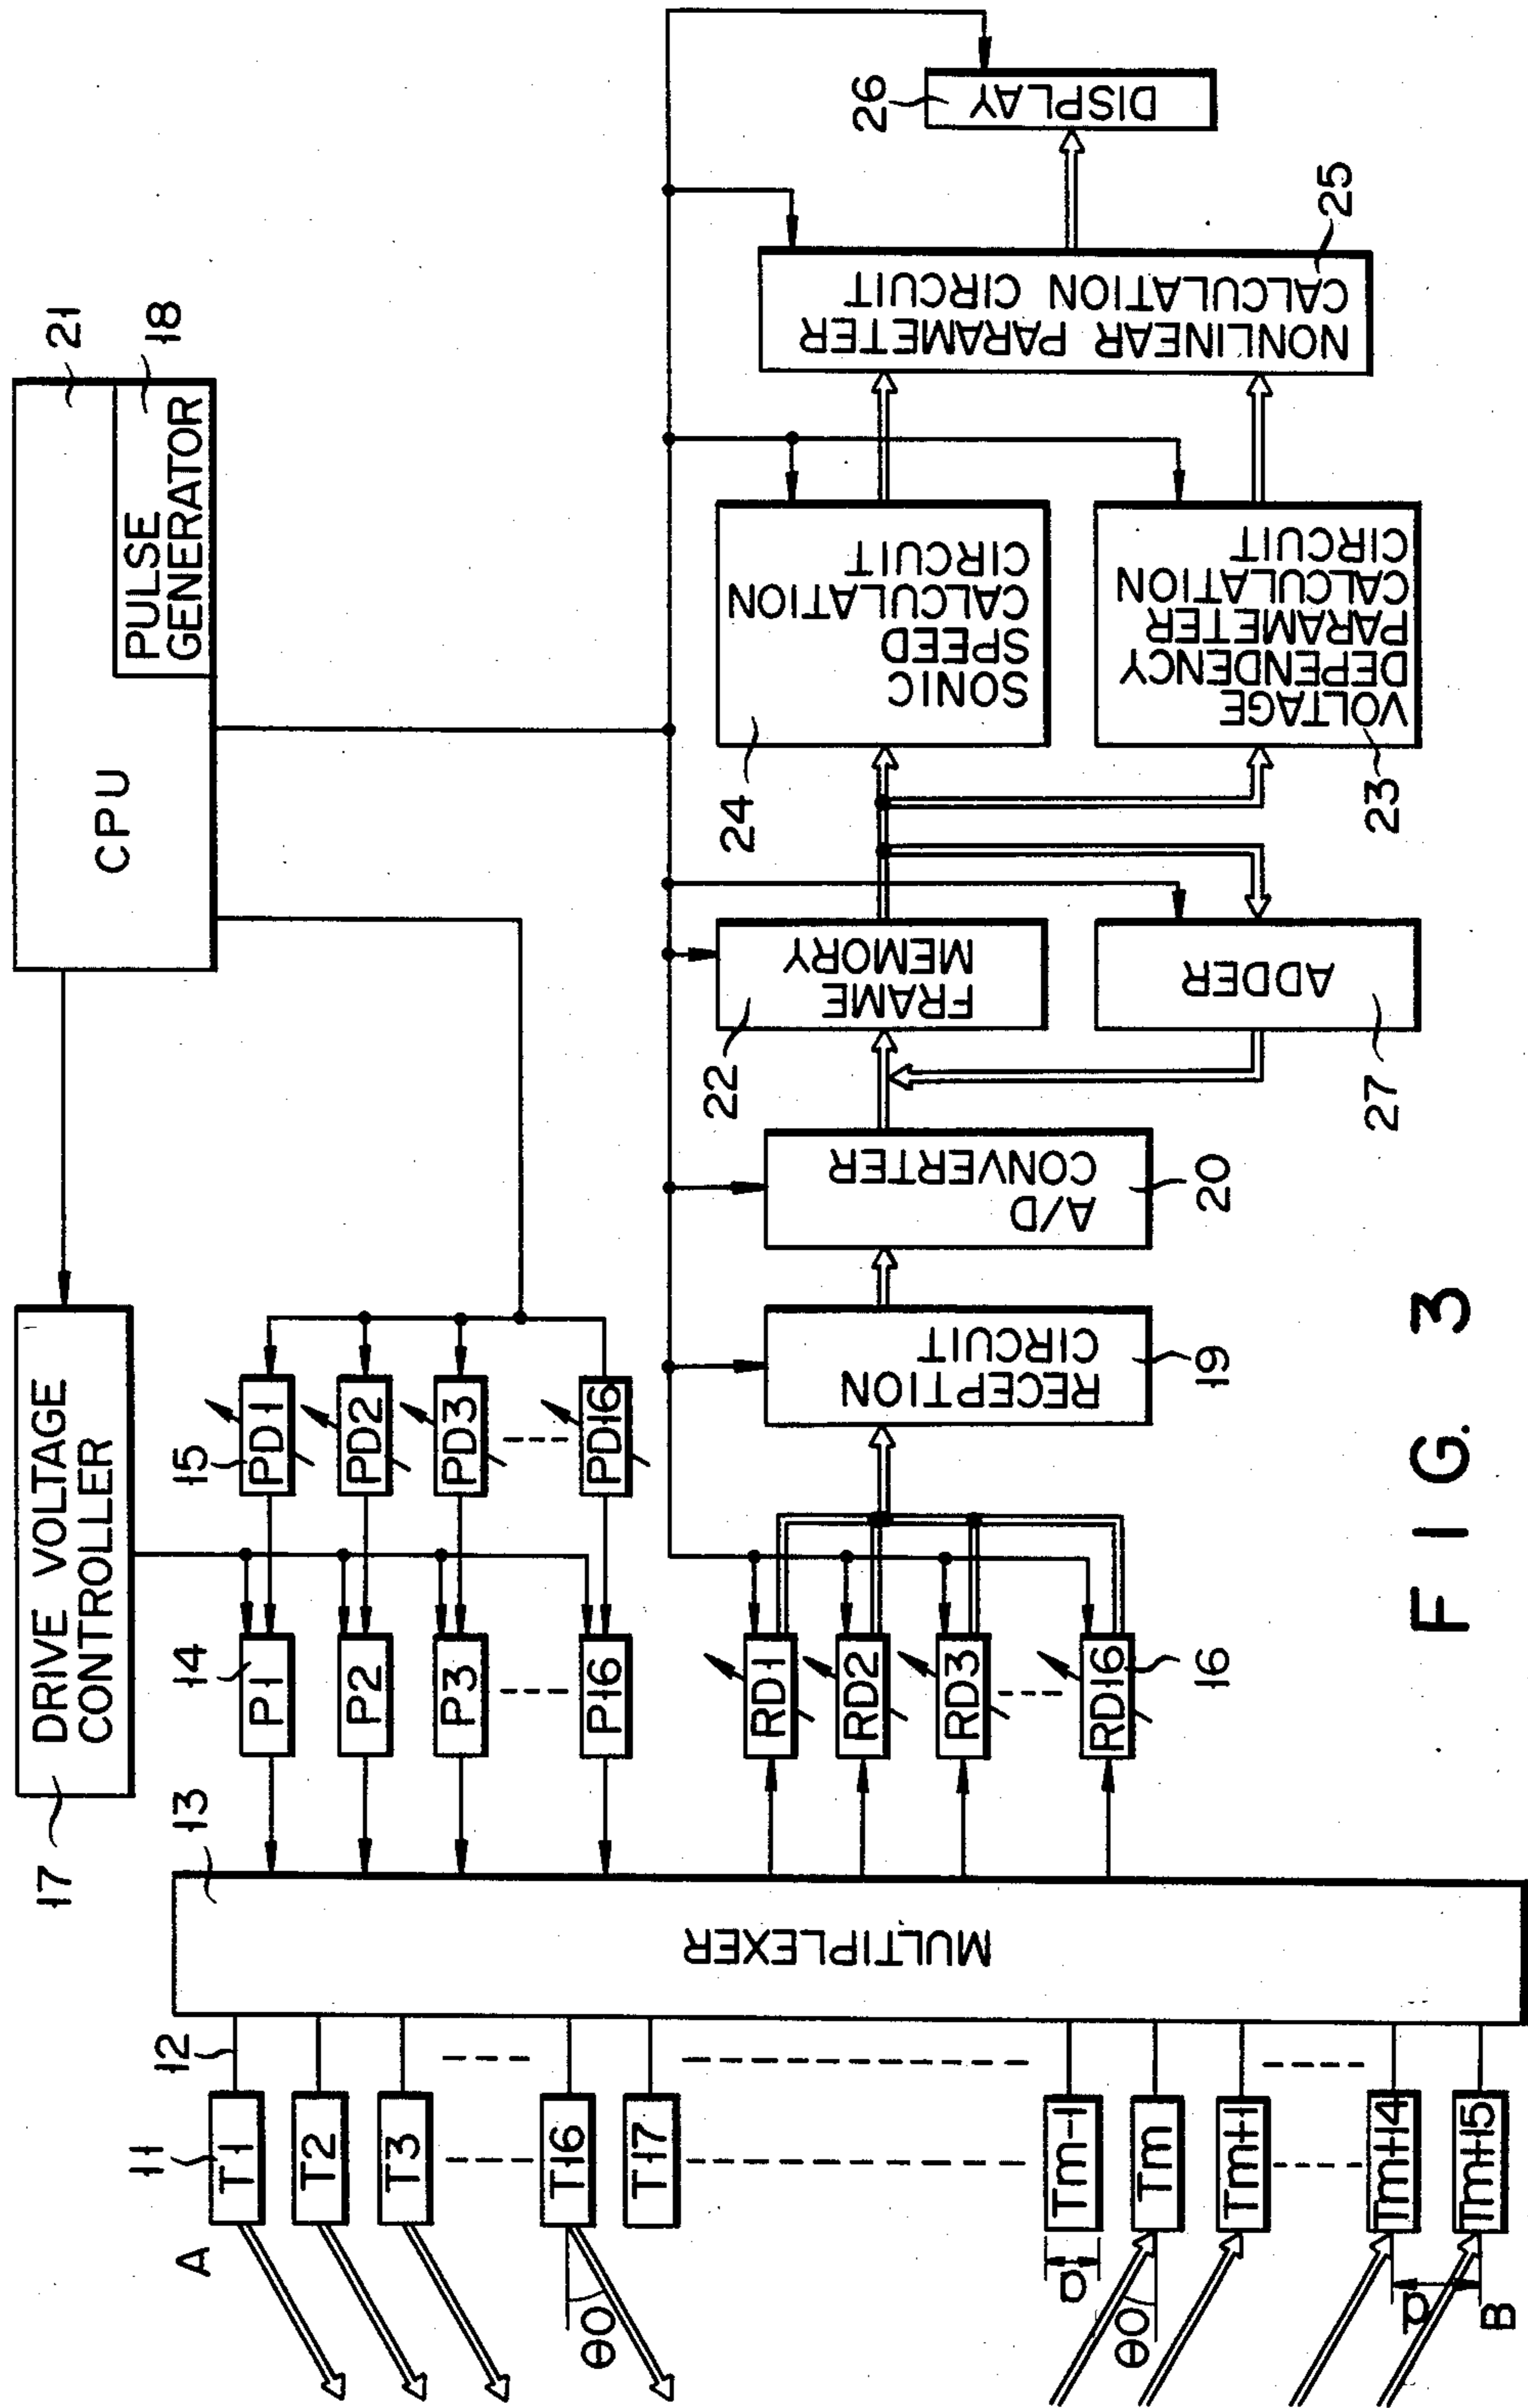 21
CPU
18
PULSE
GENERATOR
17
DRIVE VOLTAGE
CONTROLLER
15
PD1
PD2
PD3
PD16
14
P1
P2
P3
P16
13
MULTIPLEXER
12
11
T1
T2
T3
T16
T17
Tm-1
Tm
Tm+1
Tm+14
Tm+15
A
θ0
θ0
B
RD1
RD2
RD3
RD16
16
RECEPTION
CIRCUIT
19
A/D
CONVERTER
20
FRAME
MEMORY
22
ADDER
27
SONIC
SPEED
CALCULATION
CIRCUIT
24
VOLTAGE
DEPENDENCY
PARAMETER
CALCULATION
CIRCUIT
23
NONLINEAR PARAMETER
CALCULATION CIRCUIT
25
DISPLAY
26
FIG. 3